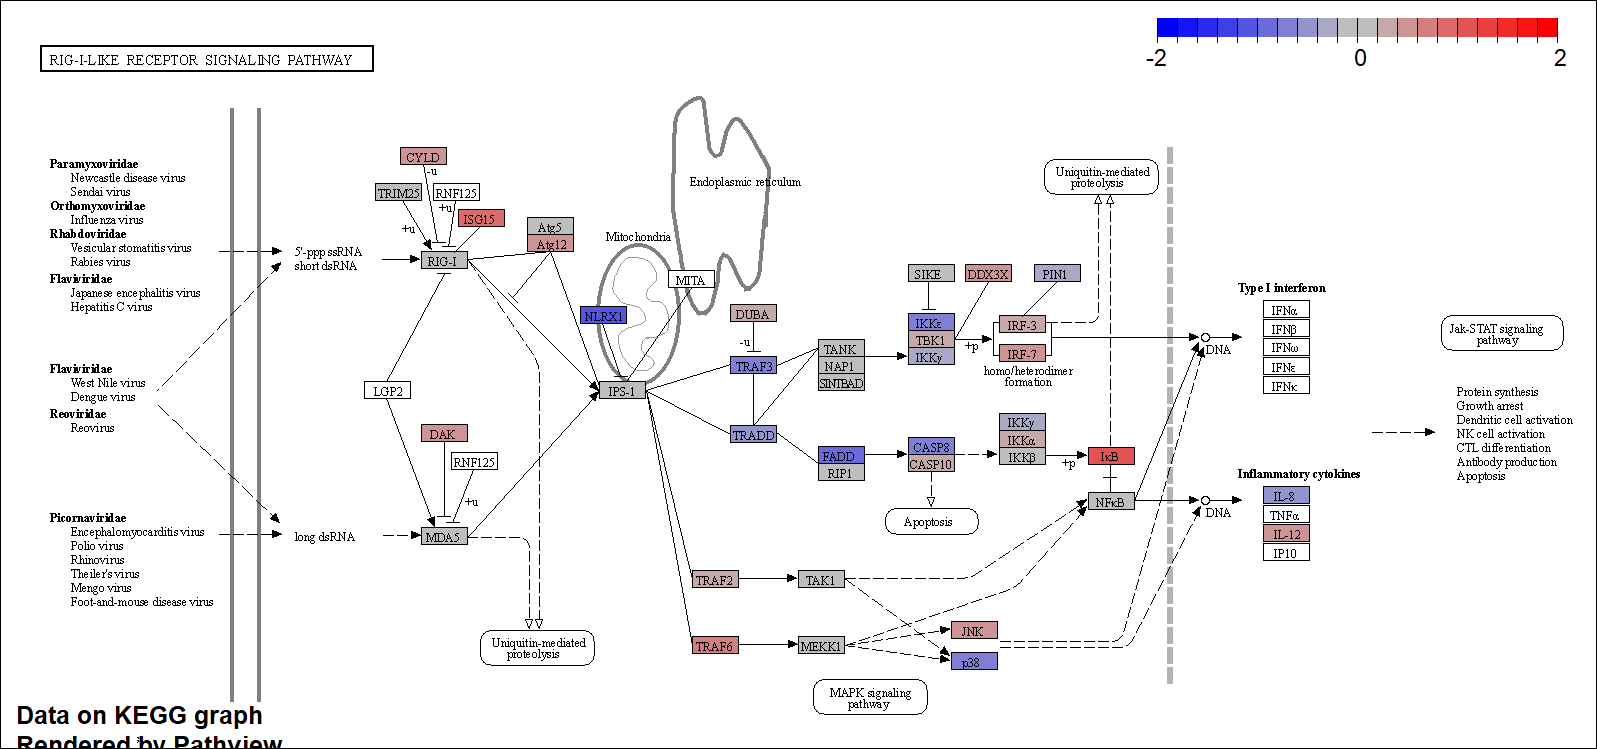 -2
0
2
RIG-I-LIKE RECEPTOR SIGNALING PATHWAY
Paramyxoviridae
Newcastle disease virus
Sendai virus
Orthomyxoviridae
Influenza virus
Rhabdoviridae
Vesicular stomatitis virus
Rabies virus
Flaviviridae
Japanese encephalitis virus
Hepatitis C virus
Flaviviridae
West Nile virus
Dengue virus
Reoviridae
Reovirus
Picornaviridae
Encephalomyocarditis virus
Polio virus
Rhinovirus
Theiler's virus
Mengo virus
Foot-and-mouse disease virus
5'-ppp ssRNA
short dsRNA
long dsRNA
CYLD
-u
TRIM25
RNF125
+u
+u
ISG15
RIG-I
Atg5
Atg12
LGP2
DAK
RNF125
+u
MDA5
Uniquitin-mediated
proteolysis
Mitochondria
Endoplasmic reticulum
MITA
NLRX1
IPS-1
DUBA
-u
TRAF3
TRADD
TANK
NAP1
SINTBAD
FADD
RIP1
TRAF2
TAK1
TRAF6
MEKK1
SIKE
DDX3X
PIN1
IKKε
TBK1
IKKγ
+p
IRF-3
IRF-7
homo/heterodimer
formation
Uniquitin-mediated
proteolysis
CASP8
CASP10
Apoptosis
IKKγ
IKKα
IKKβ
+p
IκB
NFκB
JNK
p38
MAPK signaling
pathway
DNA
DNA
Type I interferon
IFNα
IFNβ
IFNω
IFNε
IFNκ
Inflammatory cytokines
IL-8
TNFα
IL-12
IP10
Jak-STAT signaling
pathway
Protein synthesis
Growth arrest
Dendritic cell activation
NK cell activation
CTL differentiation
Antibody production
Apoptosis
Data on KEGG graph
Rendered by Pathview